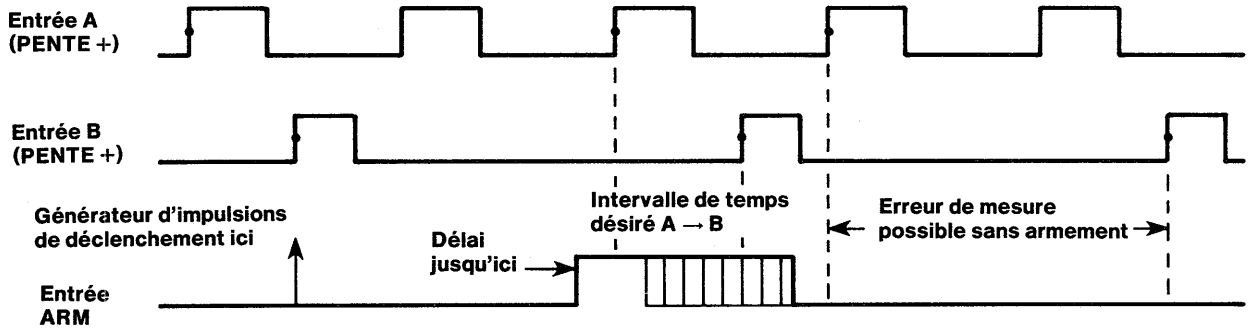 Entrée A
(PENTE +)
Entrée B
(PENTE +)
Générateur d'impulsions
de déclenchement ici
Délai
jusqu'ici
Intervalle de temps
désiré A → B
Erreur de mesure
possible sans armement
Entrée
ARM